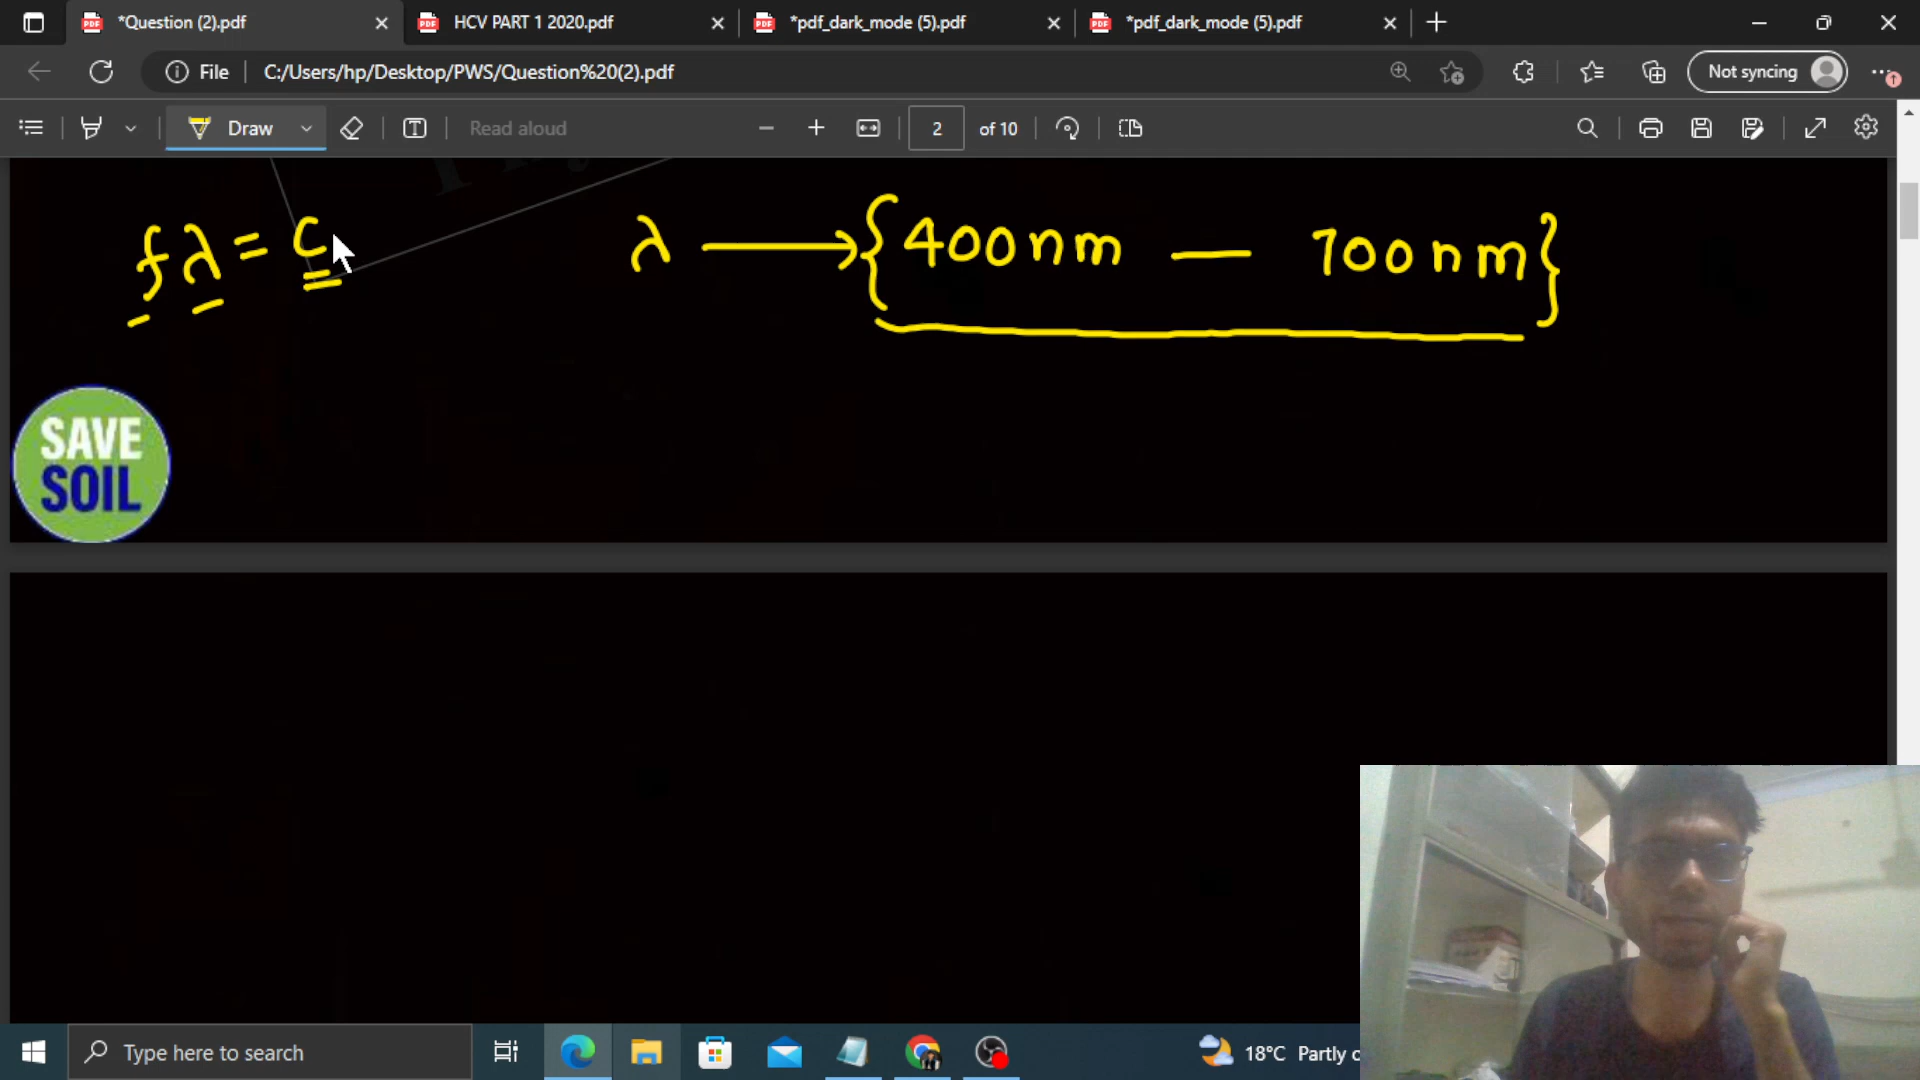 *Question (2).pdf
HCV PART 1 2020.pdf
*pdf_dark_mode (5).pdf
*pdf_dark_mode (5).pdf
File
C:/Users/hp/Desktop/PWS/Question%20(2).pdf
Not syncing
Draw
Read aloud
2
of 10
fλ = c
λ → {400nm — 700nm}
SAVE
SOIL
Type here to search
18°C Partly c